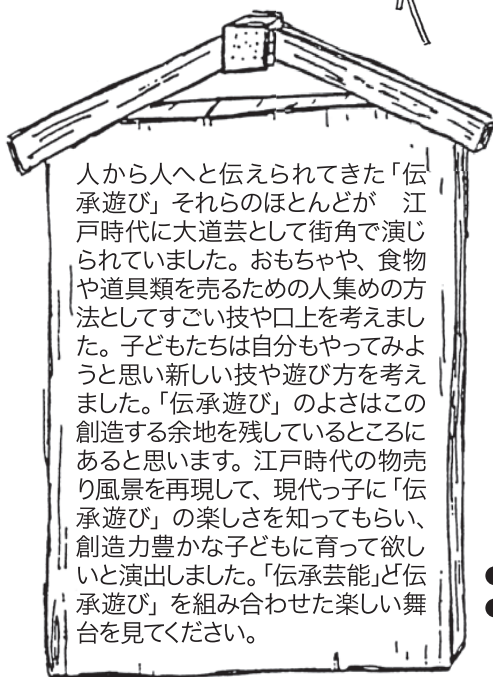 人から人へと伝えられてきた「伝
承遊び」それらのほとんどが　江
戸時代に大道芸として街角で演じ
られていました。おもちゃや、食物
や道具類を売るための人集めの方
法としてすごい技や口上を考えまし
た。子どもたちは自分もやってみよ
うと思い新しい技や遊び方を考え
ました。「伝承遊び」のよさはこの
創造する余地を残しているところに
あると思います。江戸時代の物売
り風景を再現して、現代っ子に「伝
承遊び」の楽しさを知ってもらい、
創造力豊かな子どもに育って欲し
いと演出しました。「伝承芸能」と「伝
承遊び」を組み合わせた楽しい舞
台を見てください。